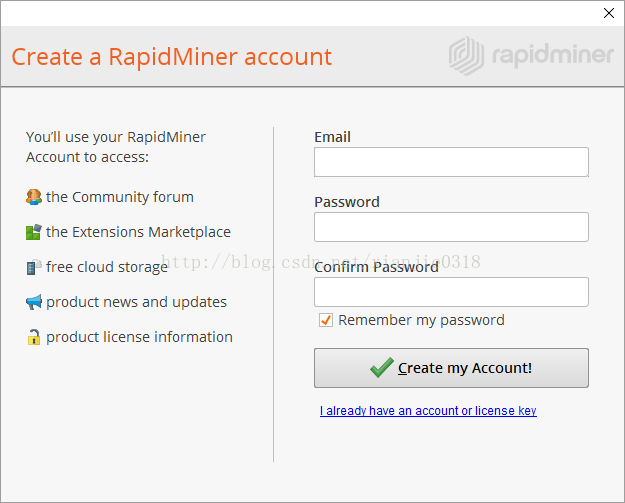 Create a RapidMiner account
rapidminer
You'll use your RapidMiner
Account to access:
the Community forum
the Extensions Marketplace
free cloud storage
product news and updates
product license information
Email
Password
http://blog.csdn.net/nianjie0318
Confirm Password
Remember my password
Create my Account!
I already have an account or license key